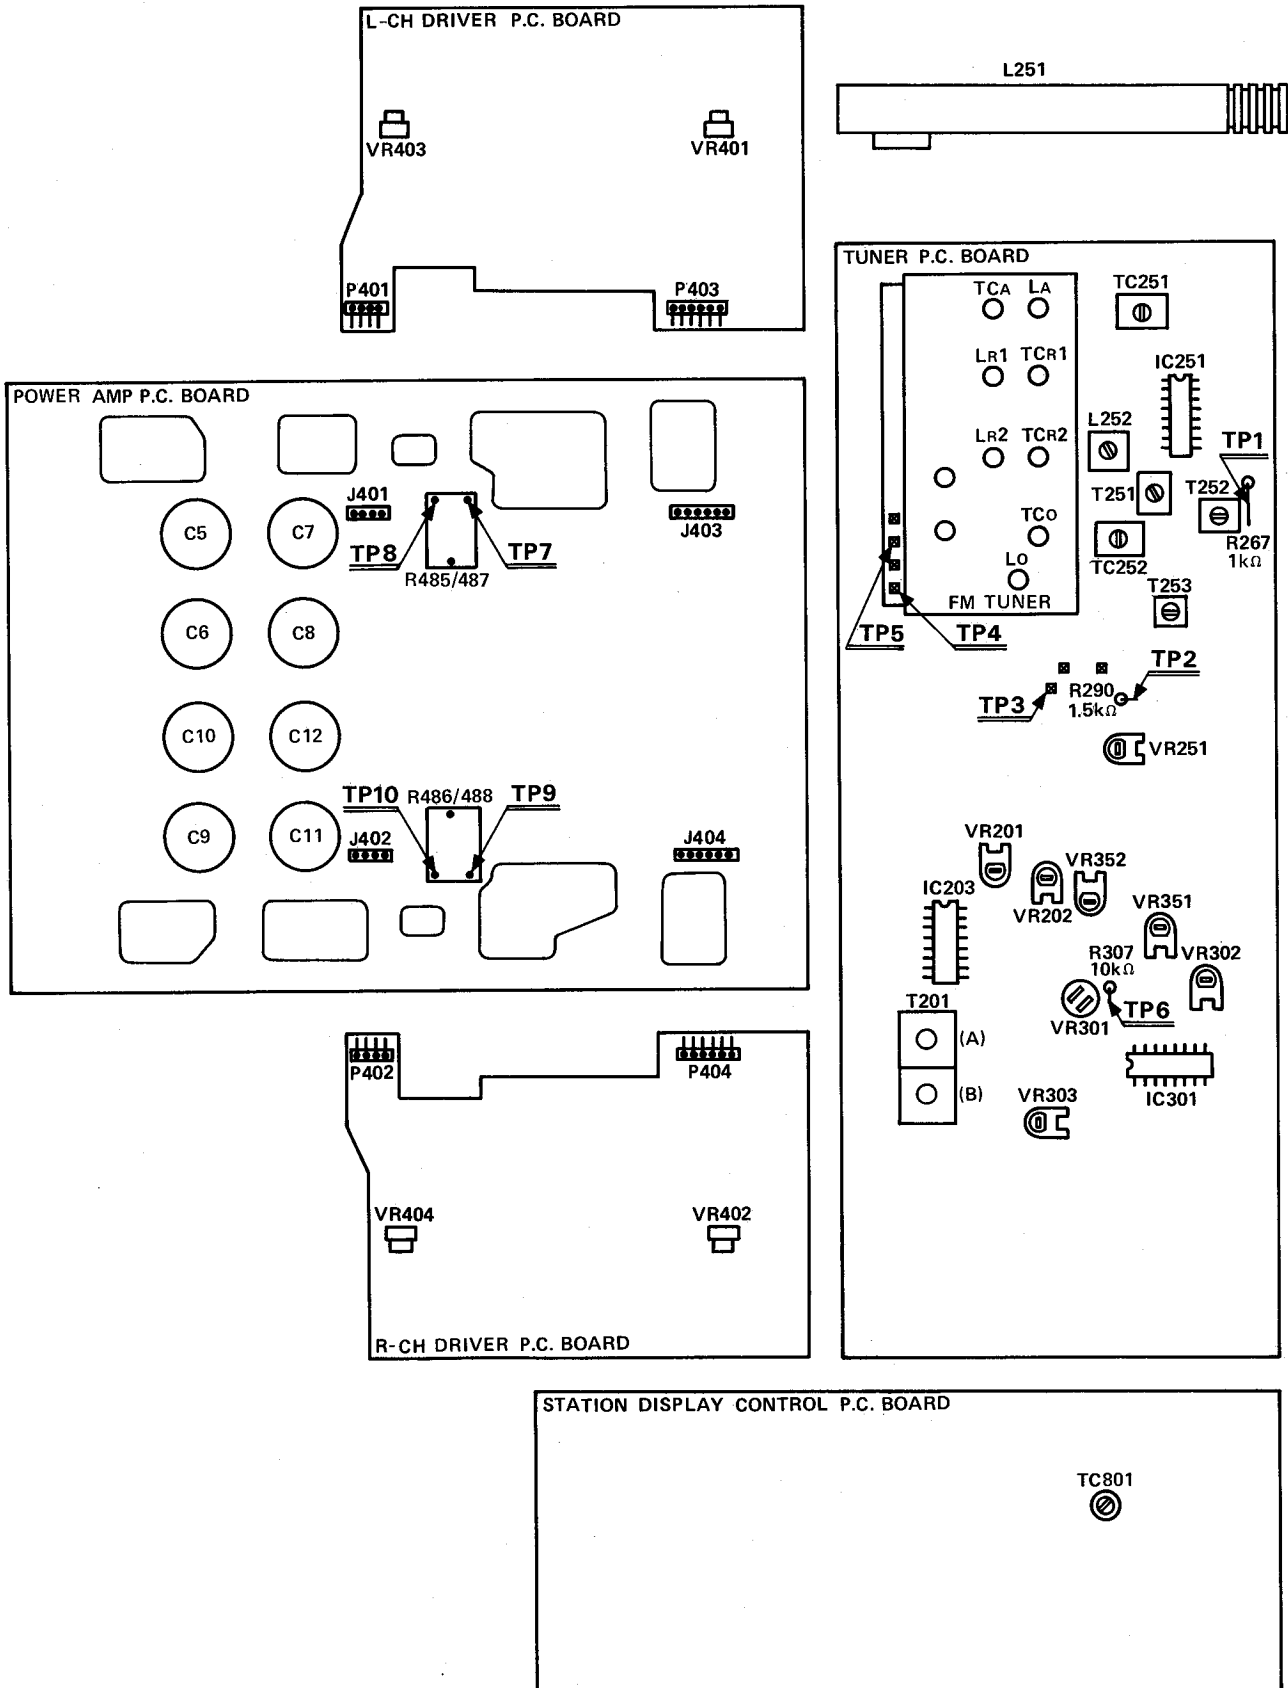 L-CH DRIVER P.C. BOARD
VR403
VR401
P401
P403
L251
POWER AMP P.C. BOARD
C5
C7
J401
TP8
TP7
R485/487
J403
C6
C8
C10
C12
TP10
R486/488
TP9
C9
C11
J402
J404
P402
P404
VR404
VR402
R-CH DRIVER P.C. BOARD
TUNER P.C. BOARD
TCA
LA
TC251
LR1
TCR1
IC251
L252
LR2
TCR2
TP1
T251
T252
TCO
R267
1kΩ
TC252
LO
T253
FM TUNER
TP5
TP4
TP2
R290
1.5kΩ
TP3
VR251
VR201
VR352
IC203
VR202
VR351
R307
10kΩ
VR302
T201
VR301
TP6
(A)
(B)
VR303
IC301
STATION DISPLAY CONTROL P.C. BOARD
TC801